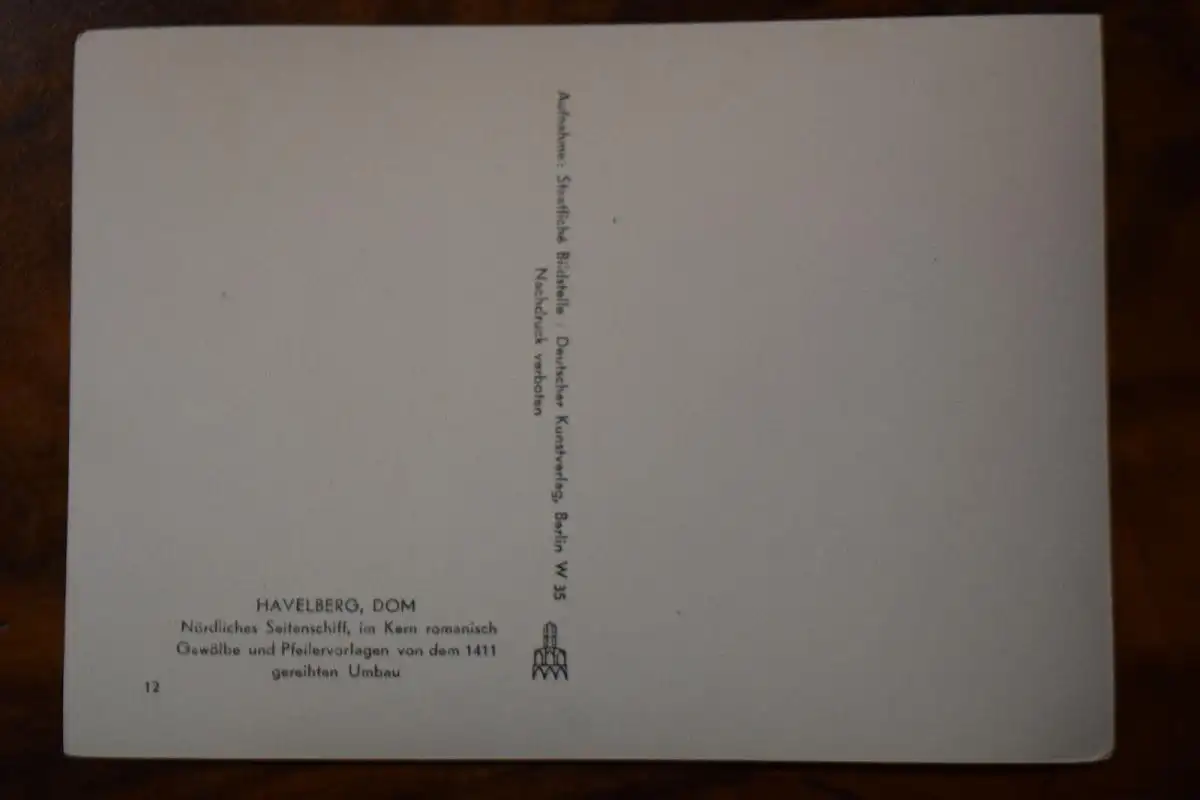 Aufnahme: Staatliche Bildstelle · Deutscher Kunstverlag, Berlin W 35
Nachdruck verboten
HAVELBERG, DOM
Nördliches Seitenschiff, im Kern romanisch
Gewölbe und Pfeilervorlagen von dem 1411
gereihten Umbau
12